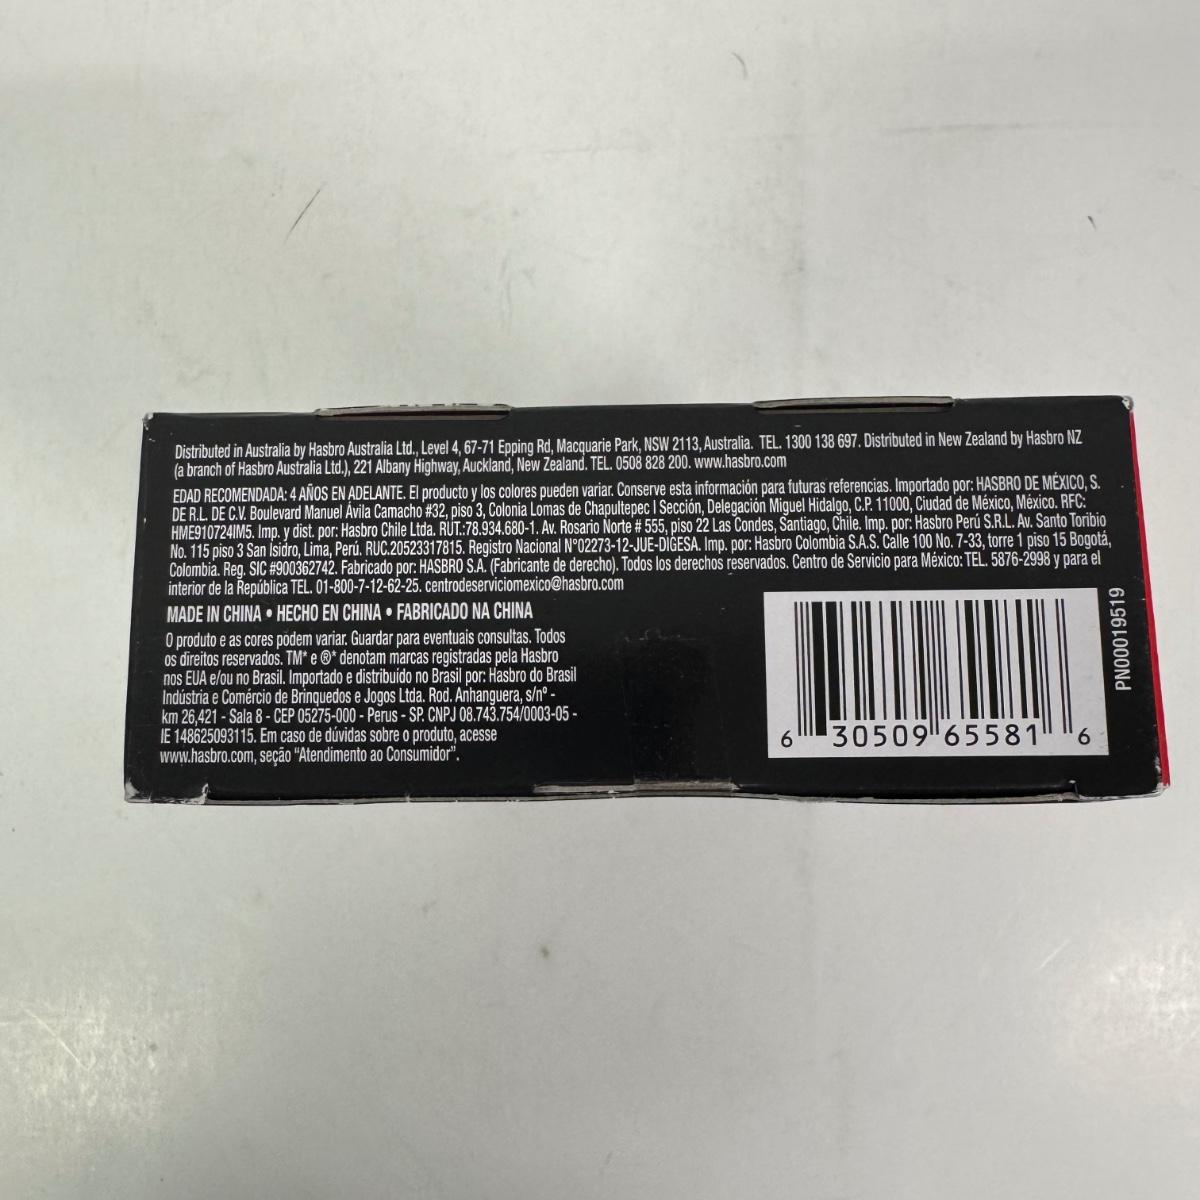 Distributed in Australia by Hasbro Australia Ltd., Level 4, 67-71 Epping Rd, Macquarie Park, NSW 2113, Australia. TEL. 1300 138 697. Distributed in New Zealand by Hasbro NZ
(a branch of Hasbro Australia Ltd.), 221 Albany Highway, Auckland, New Zealand. TEL. 0508 828 200. www.hasbro.com
EDAD RECOMENDADA: 4 AÑOS EN ADELANTE. El producto y los colores pueden variar. Conserve esta información para futuras referencias. Importado por: HASBRO DE MÉXICO, S.
DE R.L. DE C.V. Boulevard Manuel Ávila Camacho #32, piso 3, Colonia Lomas de Chapultepec I Sección, Delegación Miguel Hidalgo, C.P. 11000, Ciudad de México, México. RFC:
HME910724IM5. Imp. y dist. por: Hasbro Chile Ltda. RUT.:78.934.680-1. Av. Rosario Norte # 555, piso 22 Las Condes, Santiago, Chile. Imp. por: Hasbro Perú S.R.L. Av. Santo Toribio
No. 115 piso 3 San Isidro, Lima, Perú. RUC.20523317815. Registro Nacional N°02273-12-JUE-DIGESA. Imp. por: Hasbro Colombia S.A.S. Calle 100 No. 7-33, torre 1 piso 15 Bogotá,
Colombia. Reg. SIC #900362742. Fabricado por: HASBRO S.A. (Fabricante de derecho). Todos los derechos reservados. Centro de Servicio para México: TEL. 5876-2998 y para el
interior de la República TEL. 01-800-7-12-62-25. centrodeserviciomexico@hasbro.com
MADE IN CHINA • HECHO EN CHINA • FABRICADO NA CHINA
O produto e as cores podem variar. Guardar para eventuais consultas. Todos
os direitos reservados. TM* e ®* denotam marcas registradas pela Hasbro
nos EUA e/ou no Brasil. Importado e distribuído no Brasil por: Hasbro do Brasil
Indústria e Comércio de Brinquedos e Jogos Ltda. Rod. Anhanguera, s/nº -
km 26,421 - Sala 8 - CEP 05275-000 - Perus - SP. CNPJ 08.743.754/0003-05 -
IE 148625093115. Em caso de dúvidas sobre o produto, acesse
www.hasbro.com, seção "Atendimento ao Consumidor".
6 30509 65581 6
PN00019519